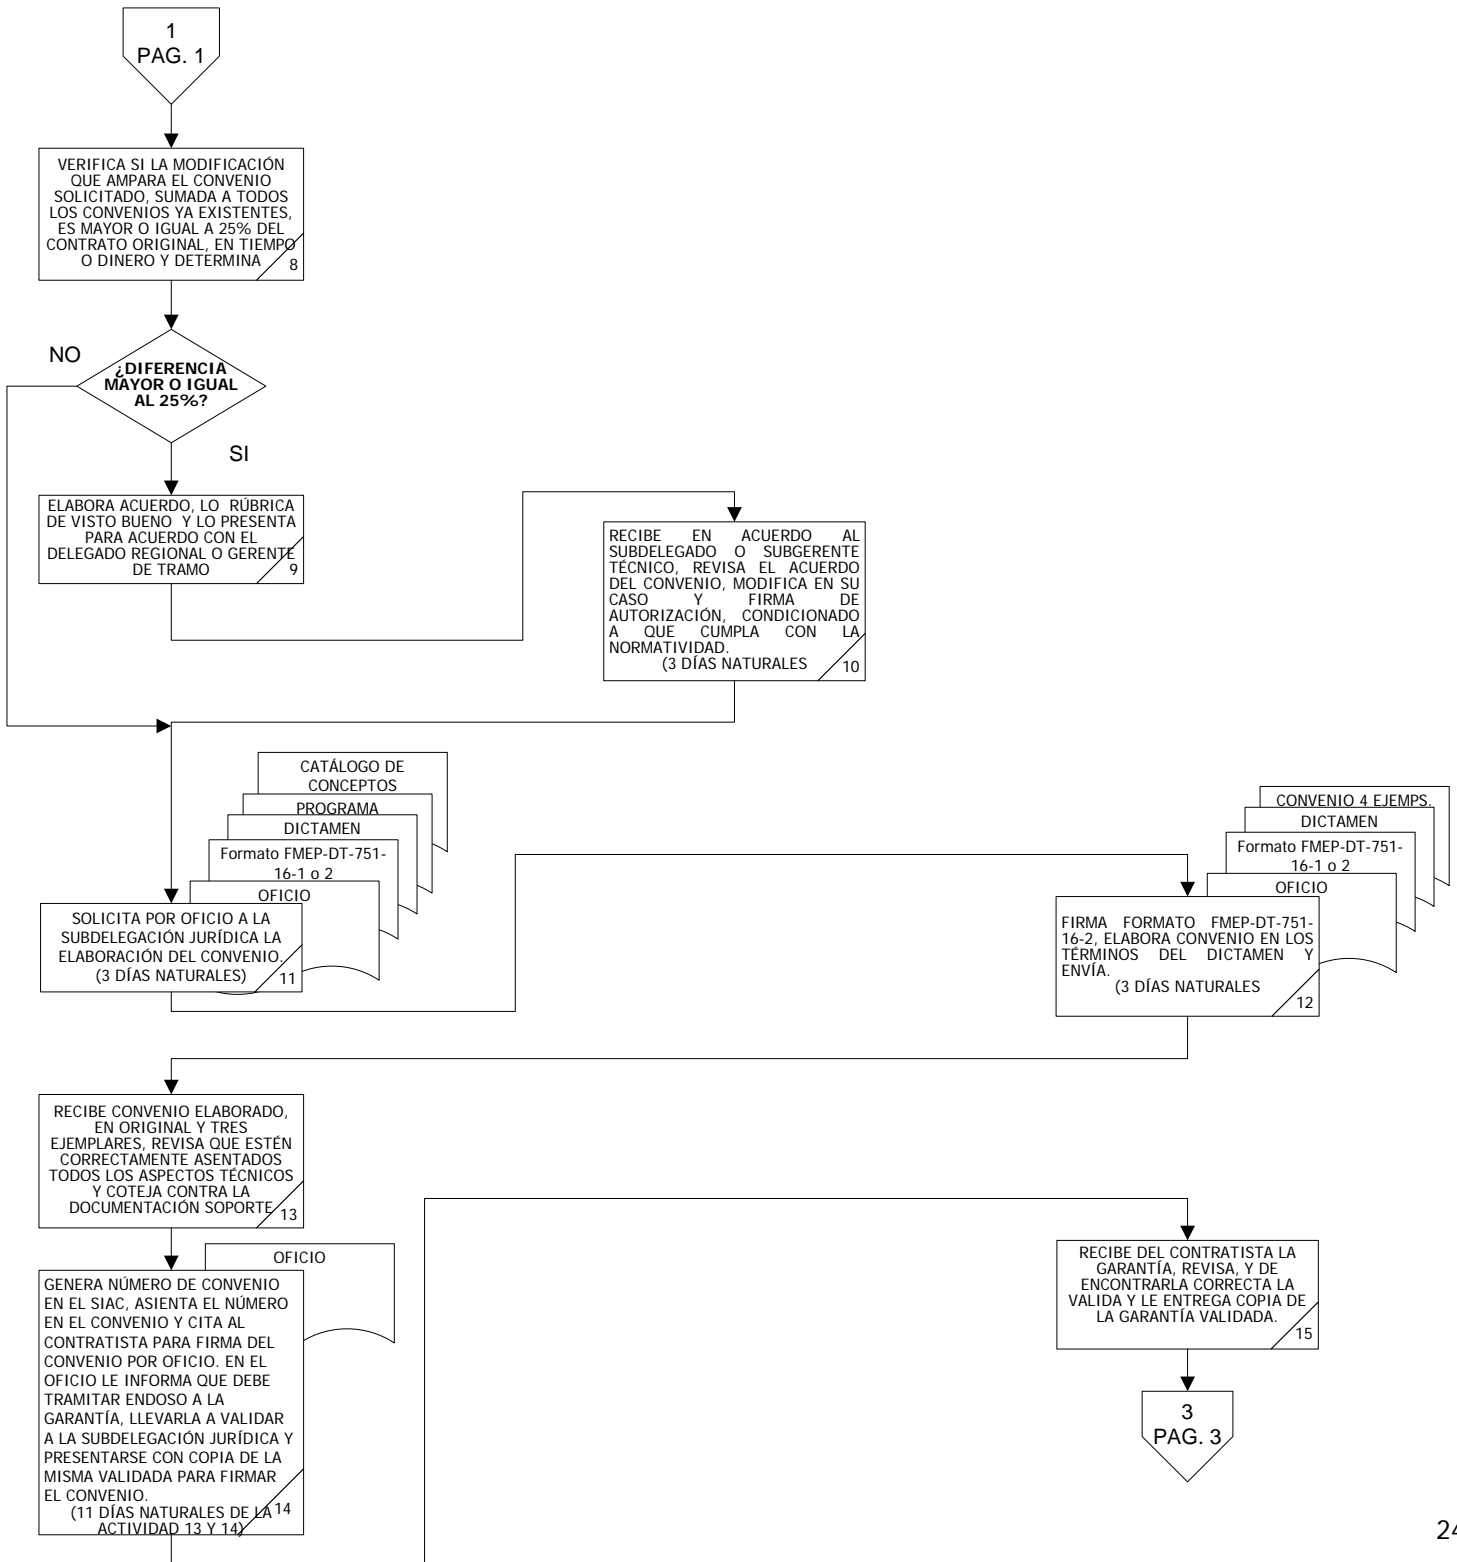 1
PAG. 1
VERIFICA SI LA MODIFICACIÓN
QUE AMPARA EL CONVENIO
SOLICITADO, SUMADA A TODOS
LOS CONVENIOS YA EXISTENTES,
ES MAYOR O IGUAL A 25% DEL
CONTRATO ORIGINAL, EN TIEMPO
O DINERO Y DETERMINA
8
NO
¿DIFERENCIA
MAYOR O IGUAL
AL 25%?
SI
ELABORA ACUERDO, LO RÚBRICA
DE VISTO BUENO Y LO PRESENTA
PARA ACUERDO CON EL
DELEGADO REGIONAL O GERENTE
DE TRAMO
9
RECIBE EN ACUERDO AL
SUBDELEGADO O SUBGERENTE
TÉCNICO, REVISA EL ACUERDO
DEL CONVENIO, MODIFICA EN SU
CASO Y FIRMA DE
AUTORIZACIÓN, CONDICIONADO
A QUE CUMPLA CON LA
NORMATIVIDAD.
(3 DÍAS NATURALES
10
CATÁLOGO DE
CONCEPTOS
PROGRAMA
DICTAMEN
Formato FMEP-DT-751-
16-1 o 2
OFICIO
SOLICITA POR OFICIO A LA
SUBDELEGACIÓN JURÍDICA LA
ELABORACIÓN DEL CONVENIO.
(3 DÍAS NATURALES)
11
CONVENIO 4 EJEMPS.
DICTAMEN
Formato FMEP-DT-751-
16-1 o 2
OFICIO
FIRMA FORMATO FMEP-DT-751-
16-2, ELABORA CONVENIO EN LOS
TÉRMINOS DEL DICTAMEN Y
ENVÍA.
(3 DÍAS NATURALES
12
RECIBE CONVENIO ELABORADO,
EN ORIGINAL Y TRES
EJEMPLARES, REVISA QUE ESTÉN
CORRECTAMENTE ASENTADOS
TODOS LOS ASPECTOS TÉCNICOS
Y COTEJA CONTRA LA
DOCUMENTACIÓN SOPORTE
13
OFICIO
GENERA NÚMERO DE CONVENIO
EN EL SIAC, ASIENTA EL NÚMERO
EN EL CONVENIO Y CITA AL
CONTRATISTA PARA FIRMA DEL
CONVENIO POR OFICIO. EN EL
OFICIO LE INFORMA QUE DEBE
TRAMITAR ENDOSO A LA
GARANTÍA, LLEVARLA A VALIDAR
A LA SUBDELEGACIÓN JURÍDICA Y
PRESENTARSE CON COPIA DE LA
MISMA VALIDADA PARA FIRMAR
EL CONVENIO.
(11 DÍAS NATURALES DE LA
ACTIVIDAD 13 Y 14)
14
RECIBE DEL CONTRATISTA LA
GARANTÍA, REVISA, Y DE
ENCONTRARLA CORRECTA LA
VALIDA Y LE ENTREGA COPIA DE
LA GARANTÍA VALIDADA.
15
3
PAG. 3